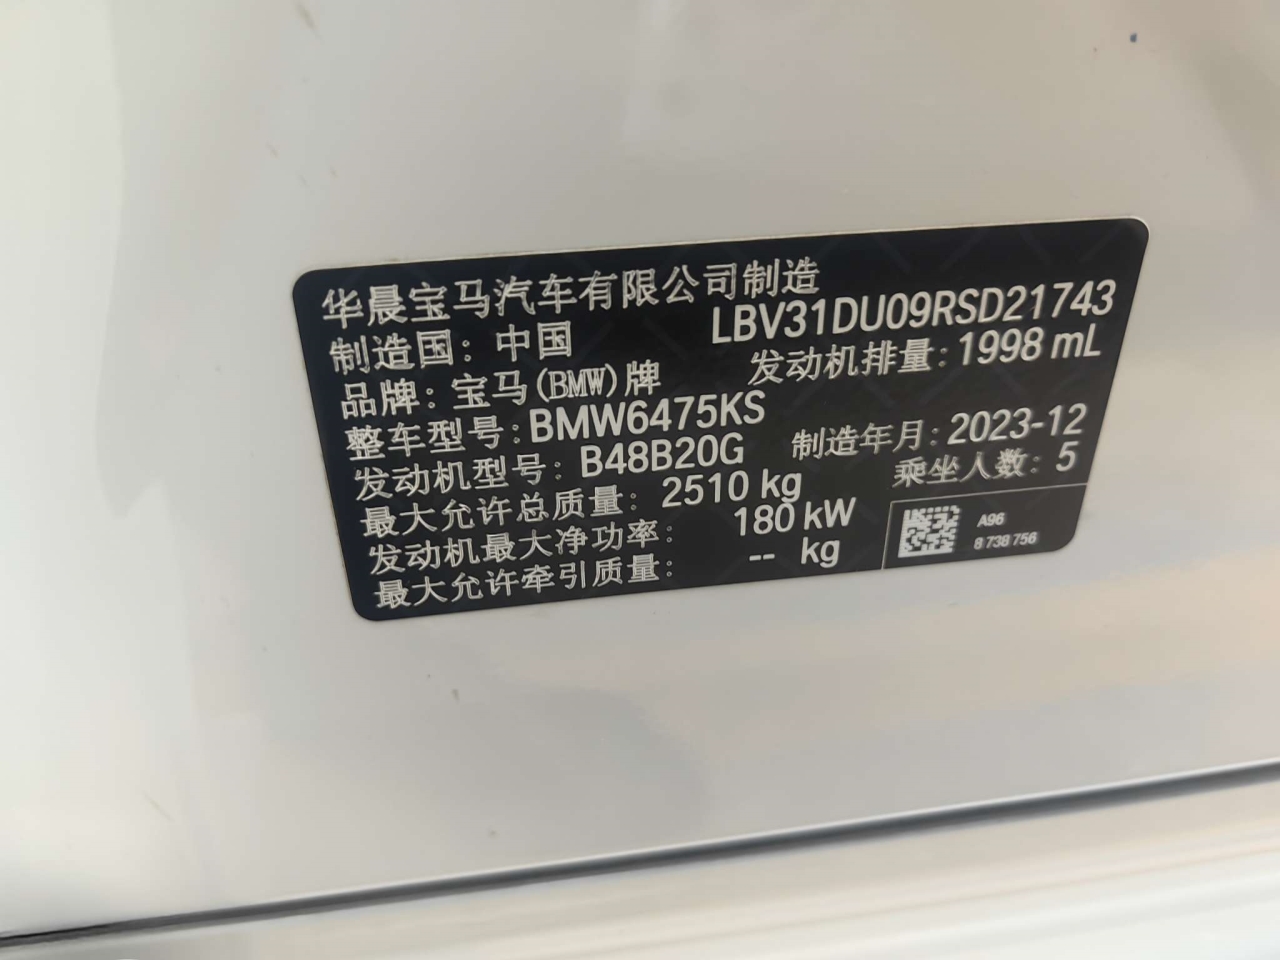 华晨宝马汽车有限公司制造
LBV31DU09RSD21743
制造国：中国
品牌：宝马(BMW)牌
发动机排量：1998 mL
整车型号：BMW6475KS
发动机型号：B48B20G
制造年月：2023-12
最大允许总质量：2510 kg
乘坐人数：5
发动机最大净功率：180 kW
最大允许牵引质量：-- kg
A96
8 738 756